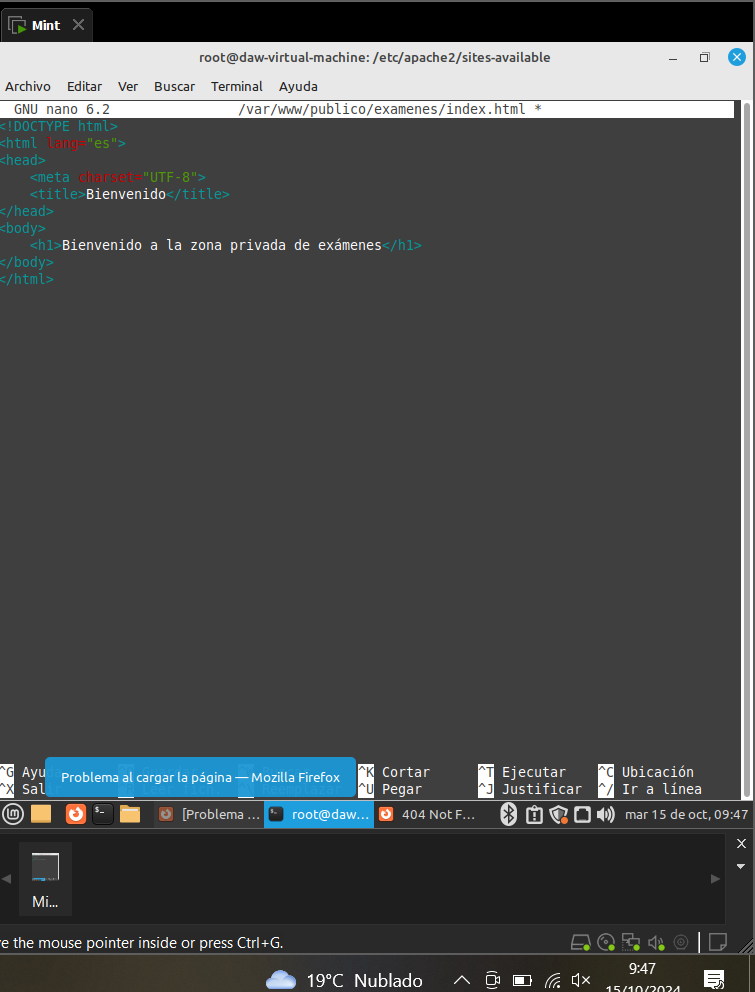 Mint
root@daw-virtual-machine: /etc/apache2/sites-available
Archivo Editar Ver Buscar Terminal Ayuda
GNU nano 6.2 /var/www/publico/examenes/index.html *
<!DOCTYPE html>
<html lang="es">
<head>
<meta charset="UTF-8">
<title>Bienvenido</title>
</head>
<body>
<h1>Bienvenido a la zona privada de exámenes</h1>
</body>
</html>
^G Ayu ^K Cortar ^T Ejecutar ^C Ubicación
Problema al cargar la página — Mozilla Firefox
^X Salir ^U Pegar ^J Justificar ^/ Ir a línea
[Problema ... root@daw... 404 Not F... mar 15 de oct, 09:47
Mi...
e the mouse pointer inside or press Ctrl+G.
19°C Nublado 9:47
15/10/2024